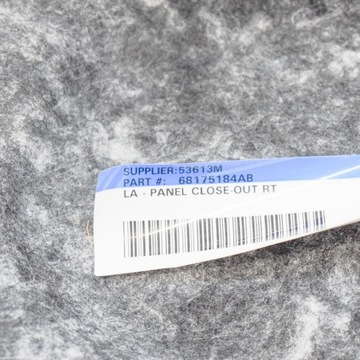 SUPPLIER:53613M
PART #: 68175184AB
LA - PANEL CLOSE-OUT RT